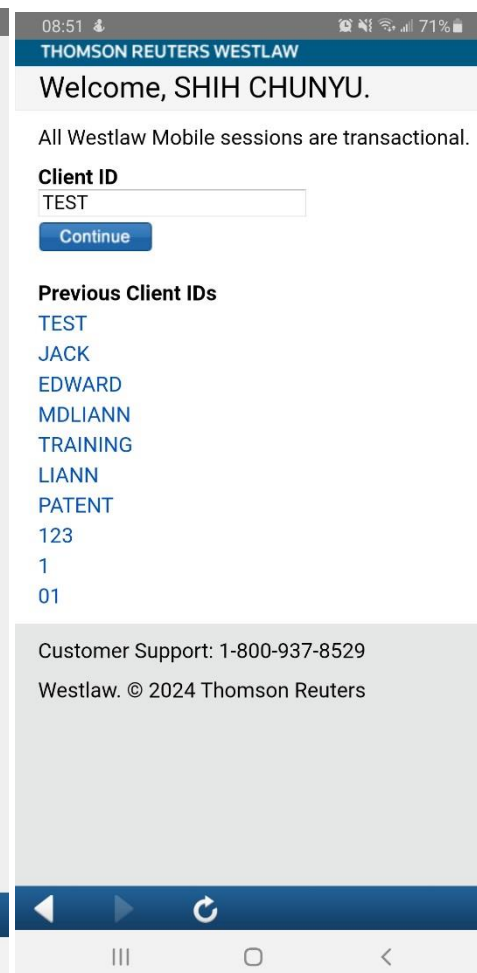 08:51 71%
THOMSON REUTERS WESTLAW
Welcome, SHIH CHUNYU.
All Westlaw Mobile sessions are transactional.
Client ID
TEST
Continue
Previous Client IDs
TEST
JACK
EDWARD
MDLIANN
TRAINING
LIANN
PATENT
123
1
01
Customer Support: 1-800-937-8529
Westlaw. © 2024 Thomson Reuters